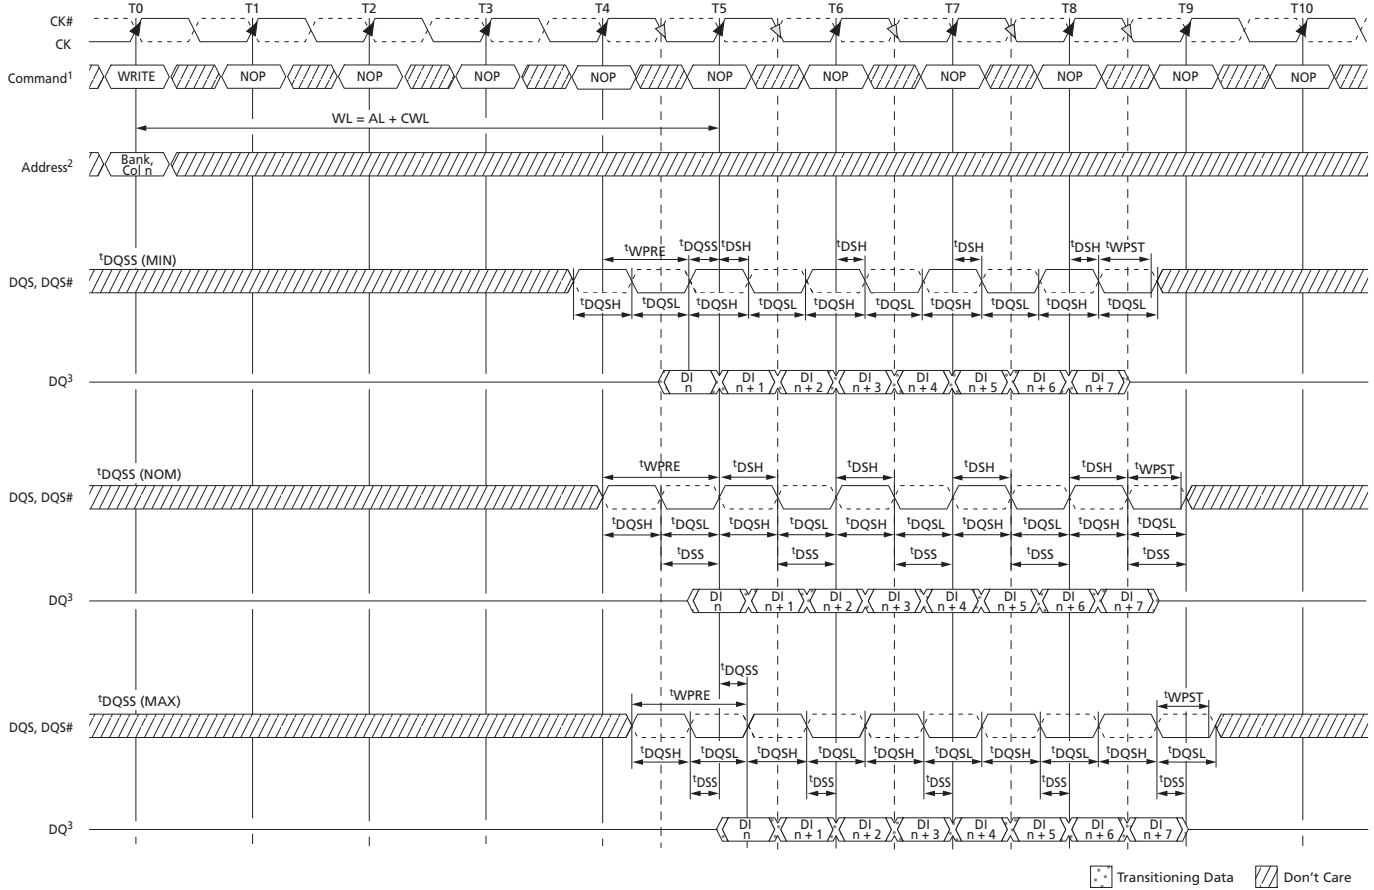 T0 T1 T2 T3 T4 T5 T6 T7 T8 T9 T10
CK#
CK
Command1 WRITE NOP NOP NOP NOP NOP NOP NOP NOP NOP NOP
WL = AL + CWL
Address2 Bank,
Col n
tDQSS (MIN) tWPRE tDQSS tDSH tDSH tDSH tDSH tWPST
DQS, DQS#
tDQSH tDQSL tDQSH tDQSL tDQSH tDQSL tDQSH tDQSL tDQSH tDQSL
DQ3 DI DI DI DI DI DI DI DI
n n + 1 n + 2 n + 3 n + 4 n + 5 n + 6 n + 7
tDQSS (NOM) tWPRE tDSH tDSH tDSH tDSH tWPST
DQS, DQS#
tDQSH tDQSL tDQSH tDQSL tDQSH tDQSL tDQSH tDQSL tDQSH tDQSL
tDSS tDSS tDSS tDSS tDSS
DQ3 DI DI DI DI DI DI DI DI
n n + 1 n + 2 n + 3 n + 4 n + 5 n + 6 n + 7
tDQSS
tDQSS (MAX) tWPRE tWPST
DQS, DQS#
tDQSH tDQSL tDQSH tDQSL tDQSH tDQSL tDQSH tDQSL tDQSH tDQSL
tDSS tDSS tDSS tDSS tDSS
DQ3 DI DI DI DI DI DI DI DI
n n + 1 n + 2 n + 3 n + 4 n + 5 n + 6 n + 7
Transitioning Data Don't Care